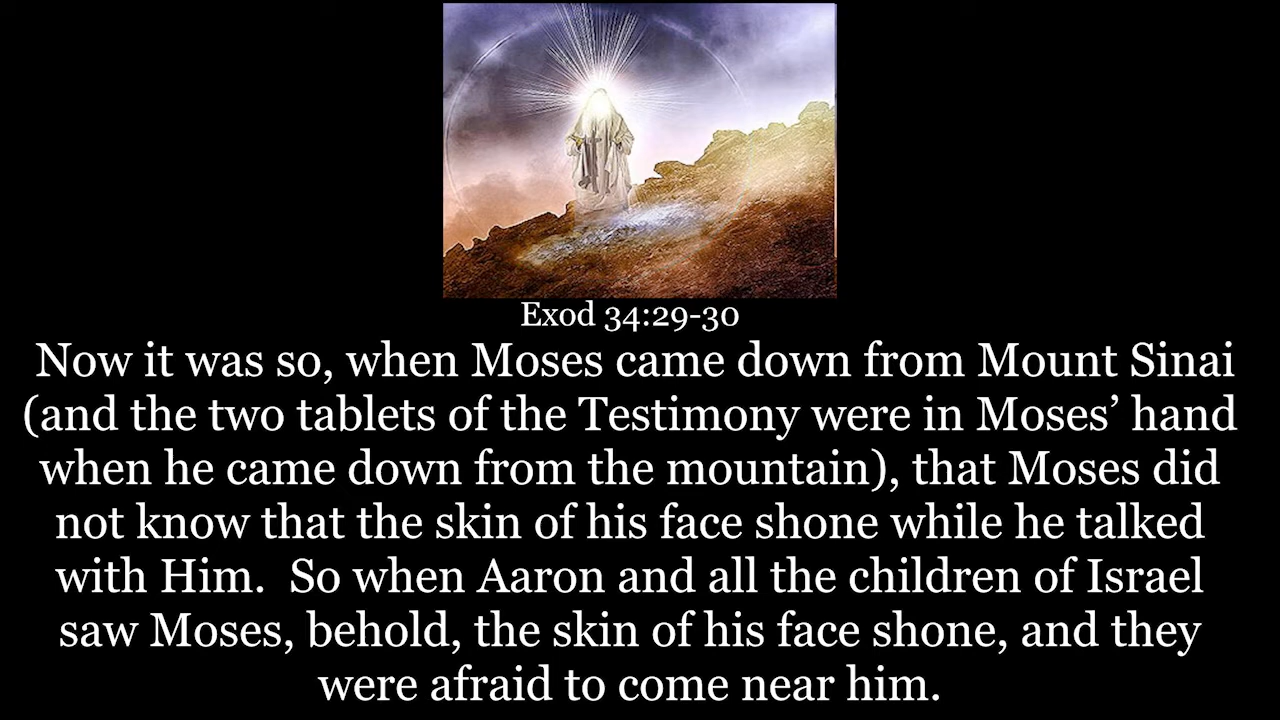 Exod 34:29-30
Now it was so, when Moses came down from Mount Sinai
(and the two tablets of the Testimony were in Moses’ hand
when he came down from the mountain), that Moses did
not know that the skin of his face shone while he talked
with Him.  So when Aaron and all the children of Israel
saw Moses, behold, the skin of his face shone, and they
were afraid to come near him.